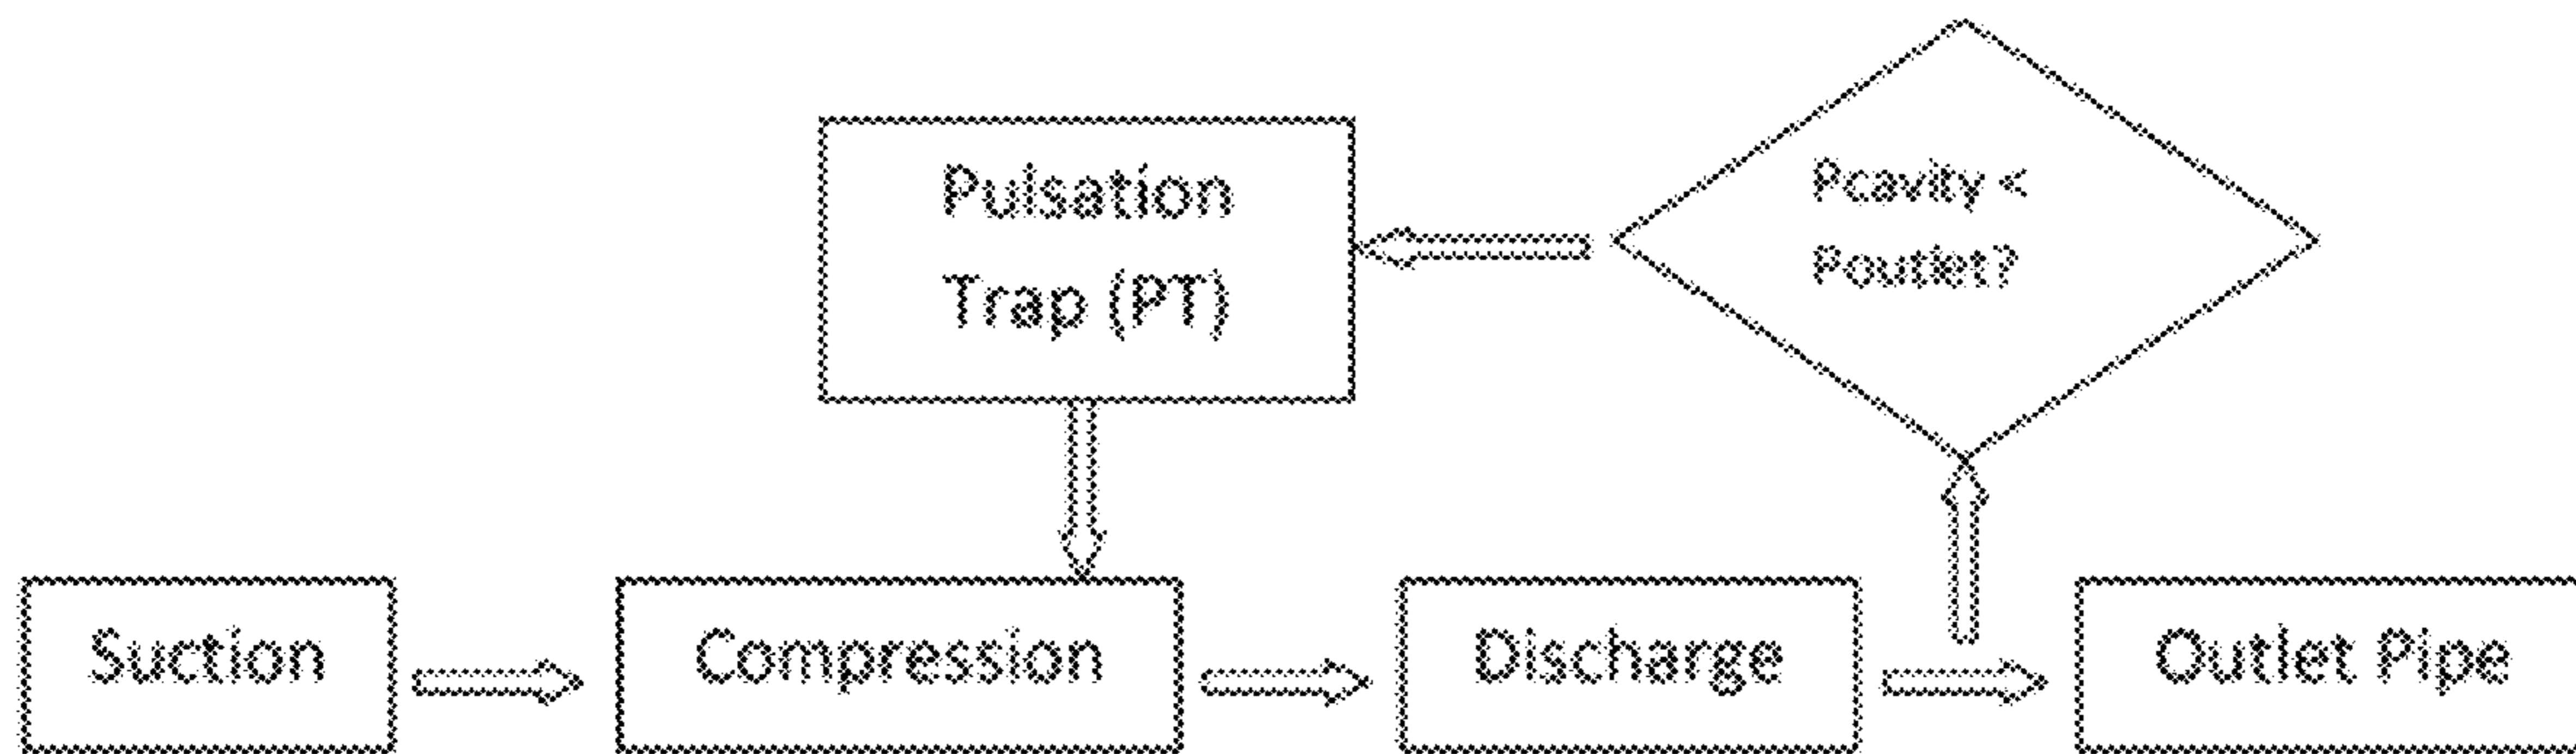 Pulsation
Trap (PT)
Pcavity <
Poutlet?
Suction
Compression
Discharge
Outlet Pipe